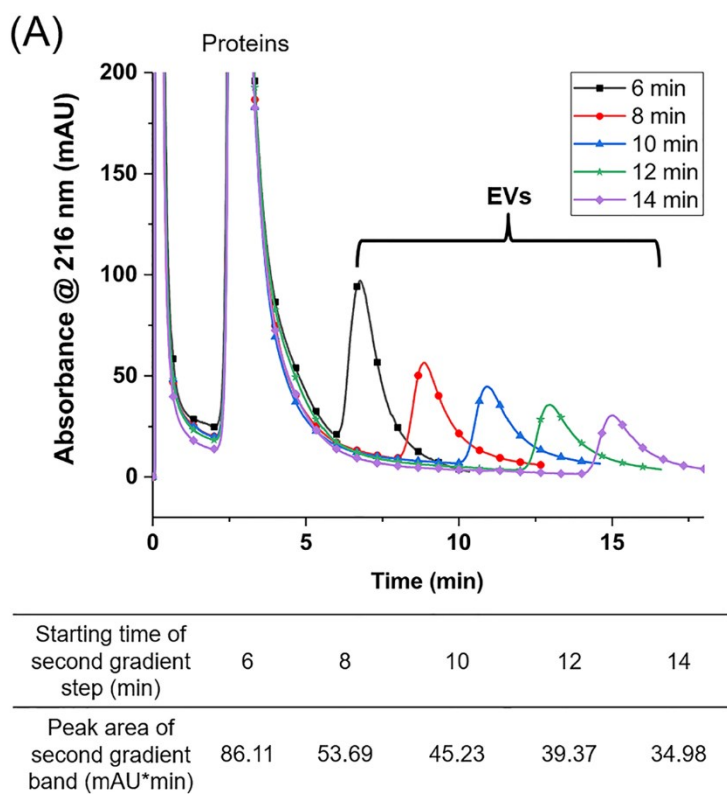 (A)
Proteins
200
150
100
50
0
Absorbance @ 216 nm (mAU)
6 min
8 min
10 min
12 min
14 min
EVs
0 5 10 15
Time (min)
Starting time of
second gradient
step (min)
6 8 10 12 14
Peak area of
second gradient
band (mAU*min)
86.11 53.69 45.23 39.37 34.98